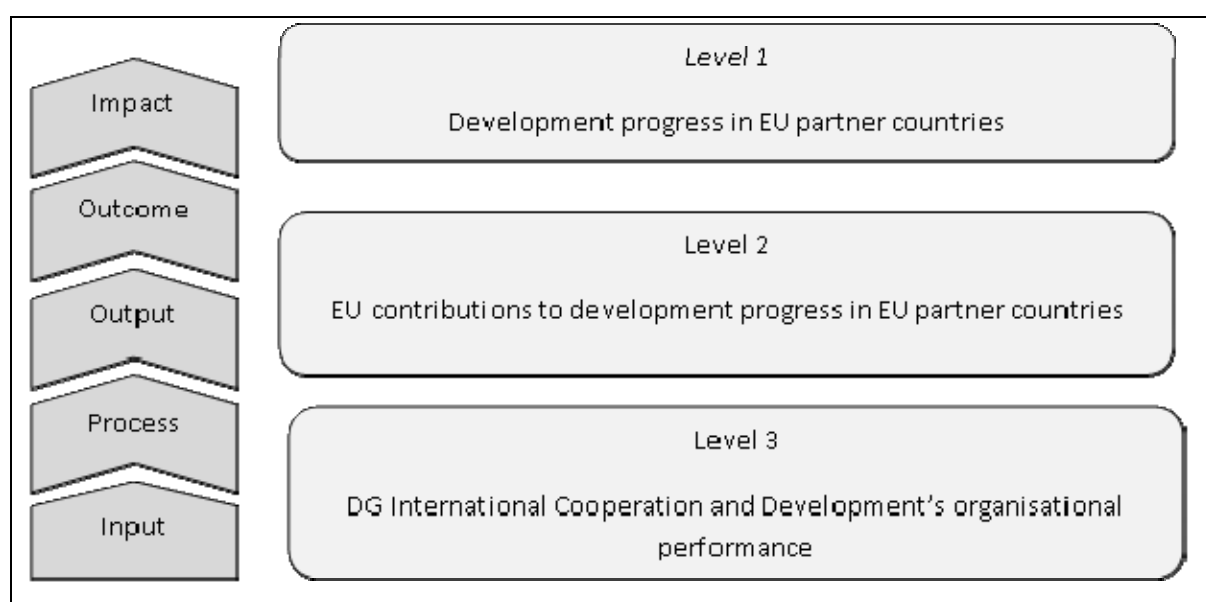 Impact
Outcome
Output
Process
Input
Level 1
Development progress in EU partner countries
Level 2
EU contributions to development progress in EU partner countries
Level 3
DG International Cooperation and Development’s organisational
performance